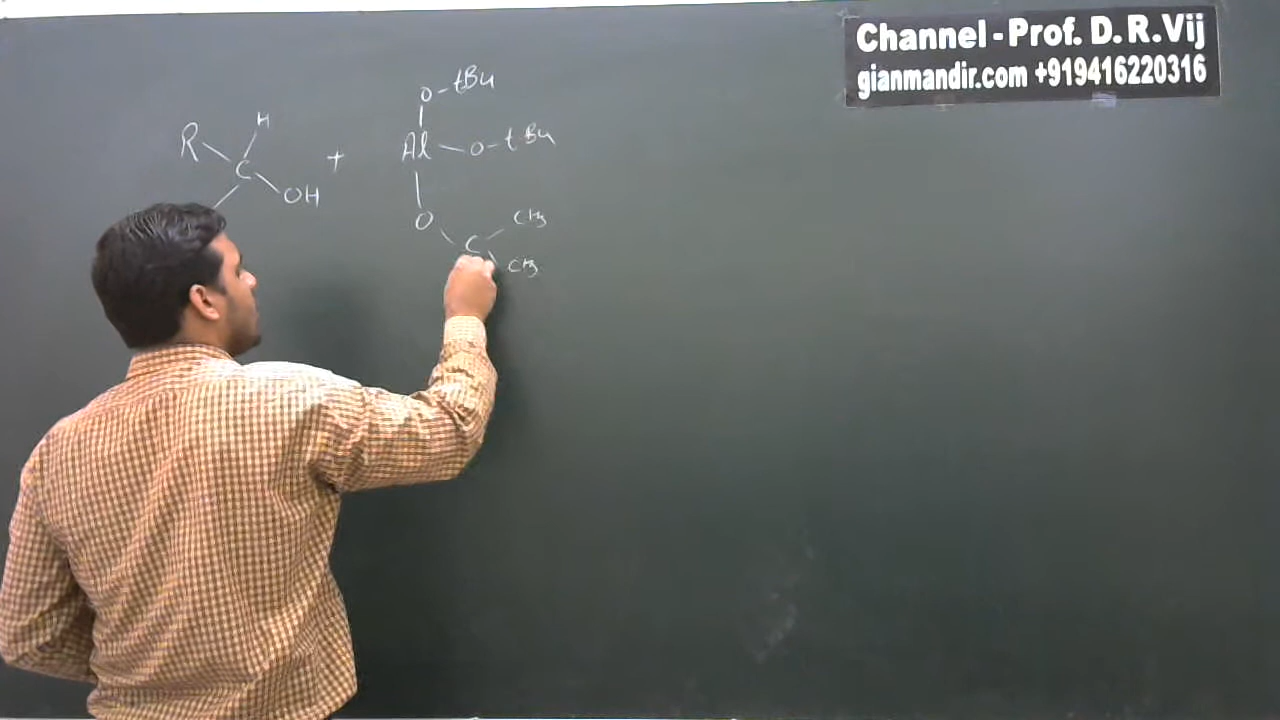 Channel - Prof. D. R. Vij
gianmandir.com +919416220316
O - tBu
H
R
Al - O - tBu
C
+
OH
O
CH3
C
CH3